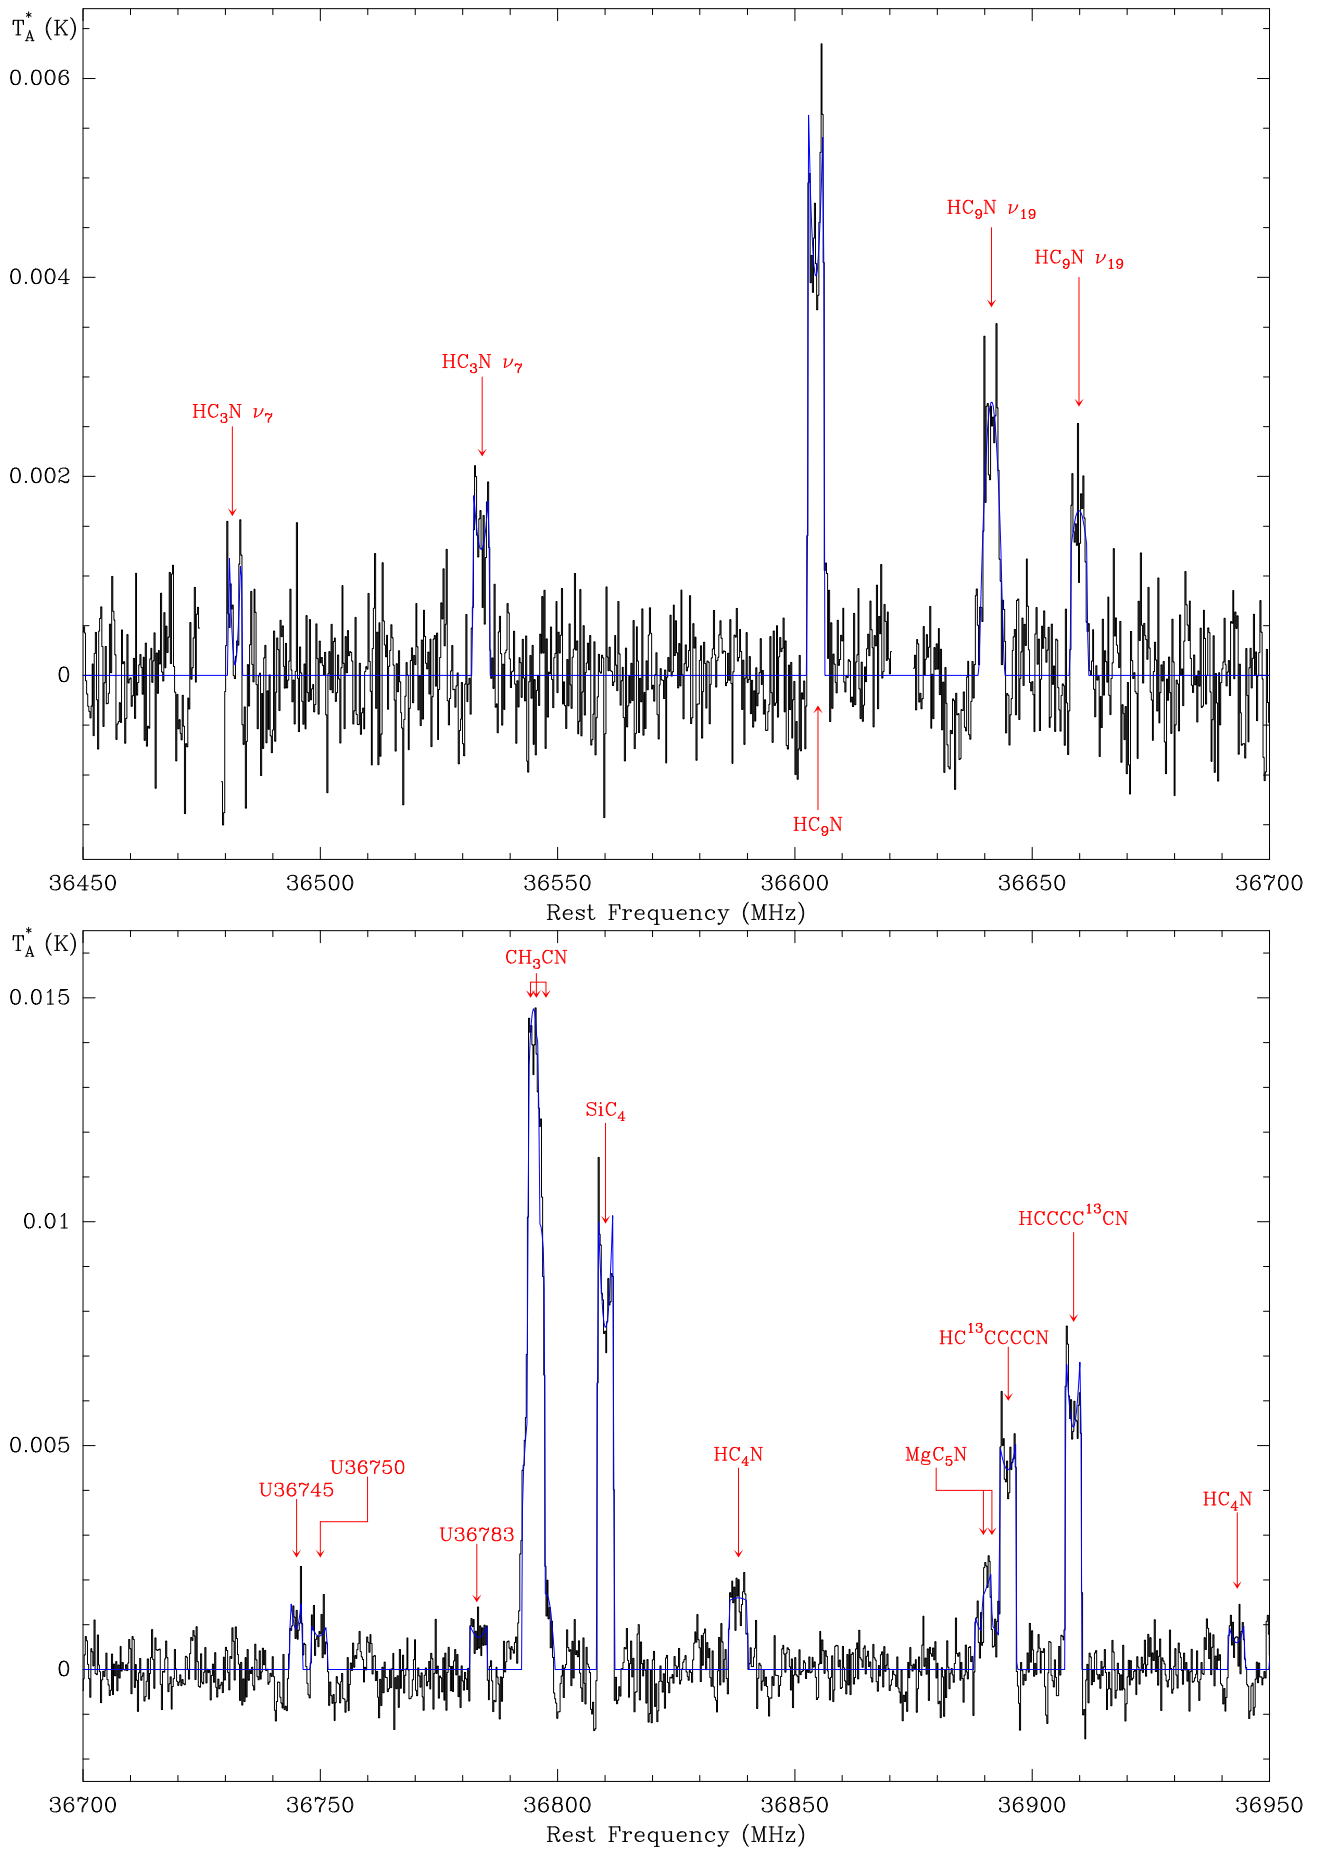 T*A (K)
0.006
HC9N ν19
HC9N ν19
0.004
HC3N ν7
HC3N ν7
0.002
0
HC9N
36450 36500 36550 36600 36650 36700
Rest Frequency (MHz)
T*A (K)
CH3CN
0.015
SiC4
0.01
HCCCC13CN
HC13CCCCN
0.005
HC4N
MgC5N
U36750
U36745
HC4N
U36783
0
36700 36750 36800 36850 36900 36950
Rest Frequency (MHz)